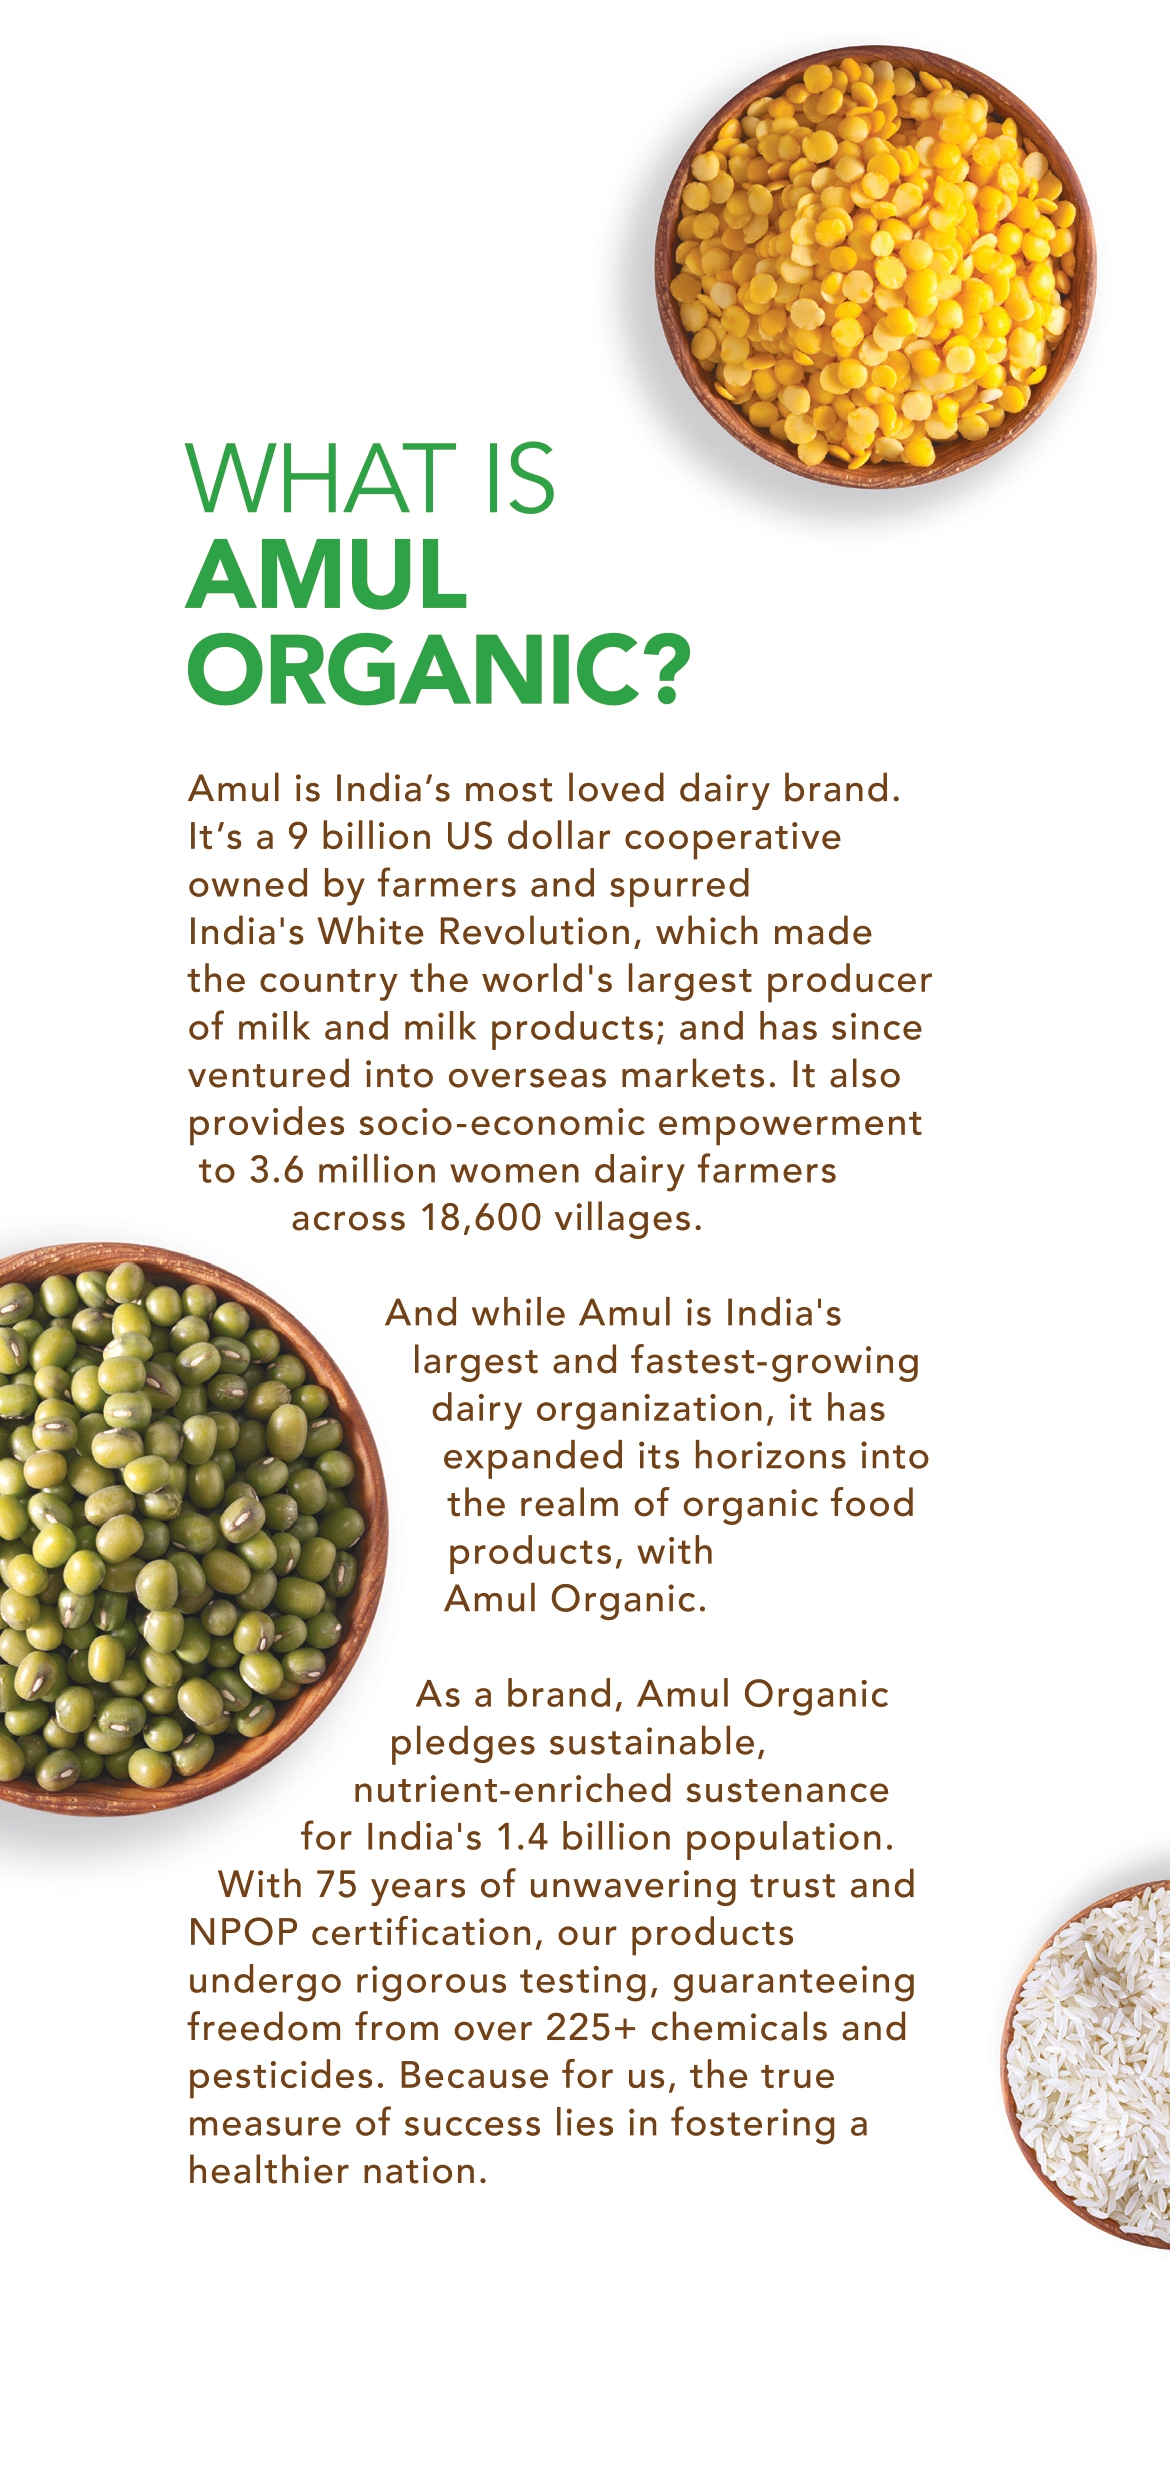 WHAT IS
AMUL
ORGANIC?
Amul is India’s most loved dairy brand.
It’s a 9 billion US dollar cooperative
owned by farmers and spurred
India's White Revolution, which made
the country the world's largest producer
of milk and milk products; and has since
ventured into overseas markets. It also
provides socio-economic empowerment
to 3.6 million women dairy farmers
across 18,600 villages.
And while Amul is India's
largest and fastest-growing
dairy organization, it has
expanded its horizons into
the realm of organic food
products, with
Amul Organic.
As a brand, Amul Organic
pledges sustainable,
nutrient-enriched sustenance
for India's 1.4 billion population.
With 75 years of unwavering trust and
NPOP certification, our products
undergo rigorous testing, guaranteeing
freedom from over 225+ chemicals and
pesticides. Because for us, the true
measure of success lies in fostering a
healthier nation.